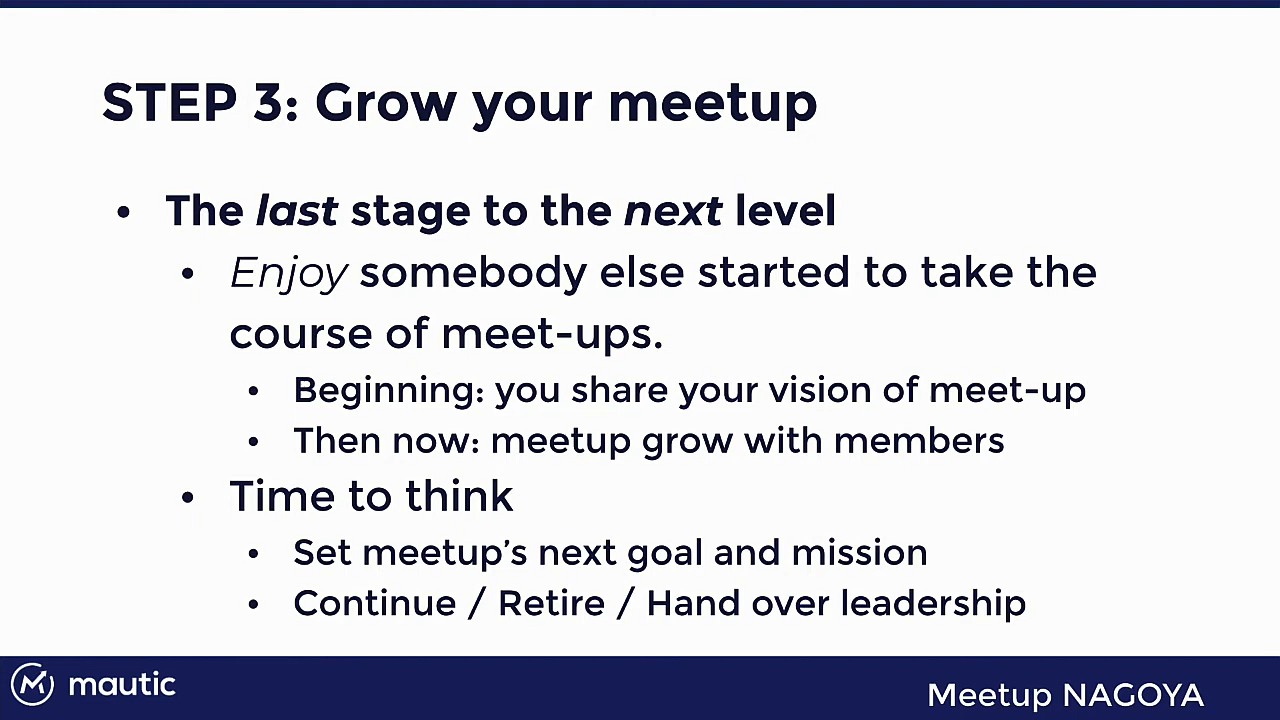 STEP 3: Grow your meetup
• The last stage to the next level
• Enjoy somebody else started to take the
course of meet-ups.
• Beginning: you share your vision of meet-up
• Then now: meetup grow with members
• Time to think
• Set meetup’s next goal and mission
• Continue / Retire / Hand over leadership
mautic
Meetup NAGOYA